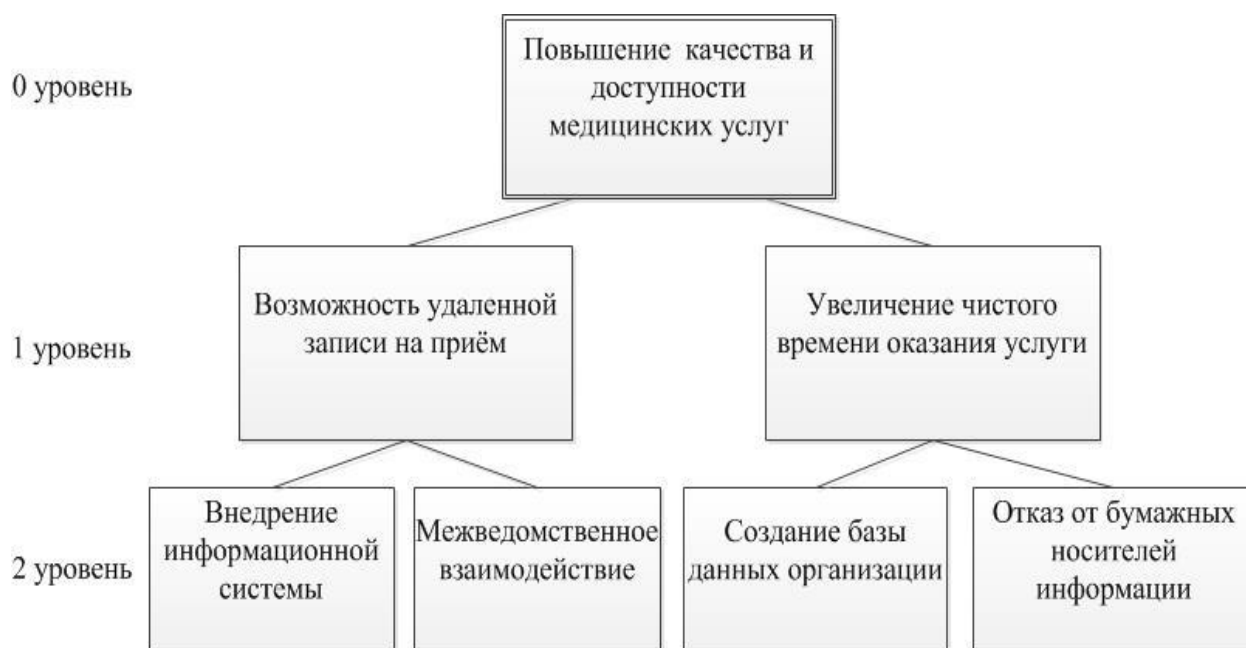 0 уровень
Повышение качества и
доступности
медицинских услуг
1 уровень
Возможность удаленной
записи на приём
Увеличение чистого
времени оказания услуги
2 уровень
Внедрение
информационной
системы
Межведомственное
взаимодействие
Создание базы
данных организации
Отказ от бумажных
носителей
информации